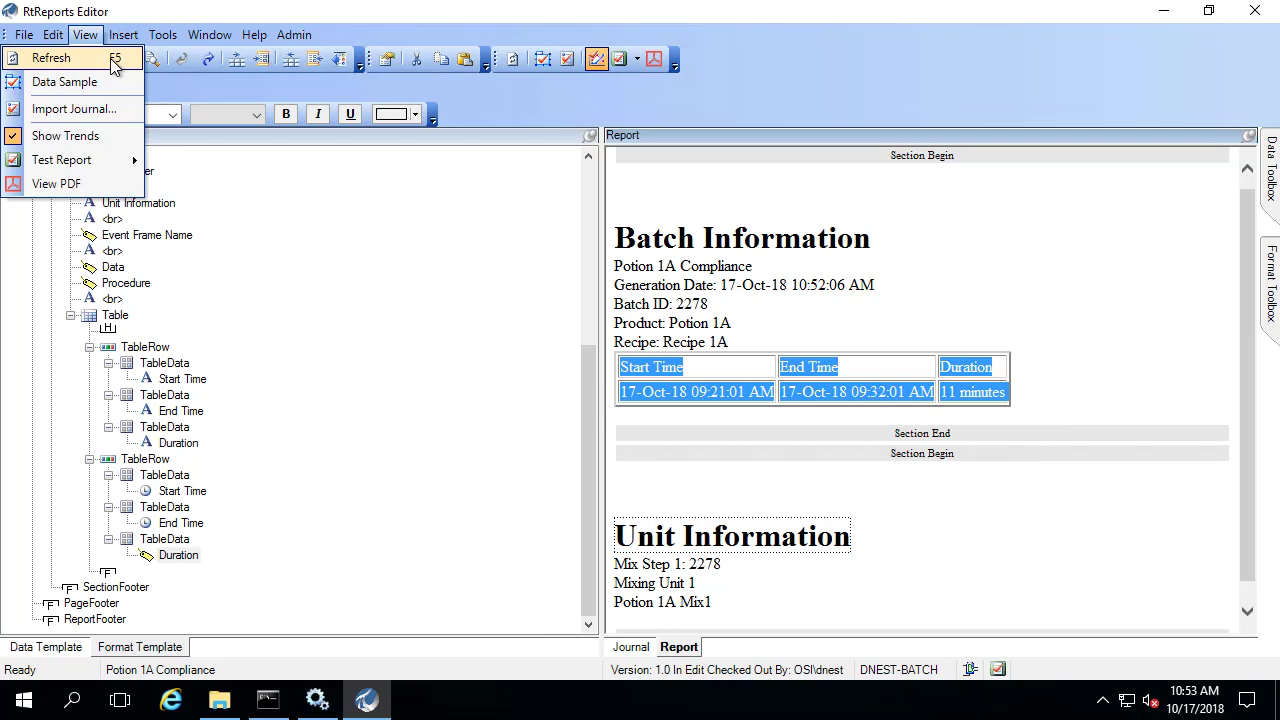 RtReports Editor
File Edit View Insert Tools Window Help Admin
Refresh F5
Data Sample
Import Journal...
Show Trends
Test Report
View PDF
B I U
Report
Data Toolbox
Format Toolbox
Unit Information
<br>
Event Frame Name
<br>
Data
Procedure
<br>
Table
H
TableRow
TableData
Start Time
TableData
End Time
TableData
Duration
TableRow
TableData
Start Time
TableData
End Time
TableData
Duration
F
SectionFooter
PageFooter
ReportFooter
Section Begin
Batch Information
Potion 1A Compliance
Generation Date: 17-Oct-18 10:52:06 AM
Batch ID: 2278
Product: Potion 1A
Recipe: Recipe 1A
Start Time End Time Duration
17-Oct-18 09:21:01 AM 17-Oct-18 09:32:01 AM 11 minutes
Section End
Section Begin
Unit Information
Mix Step 1: 2278
Mixing Unit 1
Potion 1A Mix1
Data Template Format Template
Journal Report
Ready Potion 1A Compliance Version: 1.0 In Edit Checked Out By: OSI\dnest DNEST-BATCH
10:53 AM
10/17/2018